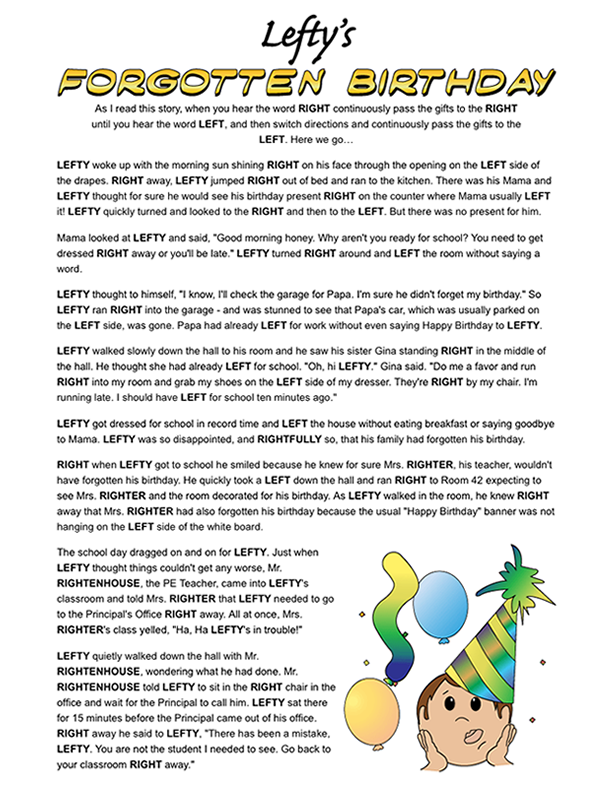 Lefty's
FORGOTTEN BIRTHDAY
As I read this story, when you hear the word RIGHT continuously pass the gifts to the RIGHT
until you hear the word LEFT, and then switch directions and continuously pass the gifts to the
LEFT. Here we go…
LEFTY woke up with the morning sun shining RIGHT on his face through the opening on the LEFT side of
the drapes. RIGHT away, LEFTY jumped RIGHT out of bed and ran to the kitchen. There was his Mama and
LEFTY thought for sure he would see his birthday present RIGHT on the counter where Mama usually LEFT
it! LEFTY quickly turned and looked to the RIGHT and then to the LEFT. But there was no present for him.
Mama looked at LEFTY and said, "Good morning honey. Why aren't you ready for school? You need to get
dressed RIGHT away or you'll be late." LEFTY turned RIGHT around and LEFT the room without saying a
word.
LEFTY thought to himself, "I know, I'll check the garage for Papa. I'm sure he didn't forget my birthday." So
LEFTY ran RIGHT into the garage - and was stunned to see that Papa's car, which was usually parked on
the LEFT side, was gone. Papa had already LEFT for work without even saying Happy Birthday to LEFTY.
LEFTY walked slowly down the hall to his room and he saw his sister Gina standing RIGHT in the middle of
the hall. He thought she had already LEFT for school. "Oh, hi LEFTY." Gina said. "Do me a favor and run
RIGHT into my room and grab my shoes on the LEFT side of my dresser. They're RIGHT by my chair. I'm
running late. I should have LEFT for school ten minutes ago."
LEFTY got dressed for school in record time and LEFT the house without eating breakfast or saying goodbye
to Mama. LEFTY was so disappointed, and RIGHTFULLY so, that his family had forgotten his birthday.
RIGHT when LEFTY got to school he smiled because he knew for sure Mrs. RIGHTER, his teacher, wouldn't
have forgotten his birthday. He quickly took a LEFT down the hall and ran RIGHT to Room 42 expecting to
see Mrs. RIGHTER and the room decorated for his birthday. As LEFTY walked in the room, he knew RIGHT
away that Mrs. RIGHTER had also forgotten his birthday because the usual "Happy Birthday" banner was not
hanging on the LEFT side of the white board.
The school day dragged on and on for LEFTY. Just when
LEFTY thought things couldn't get any worse, Mr.
RIGHTENHOUSE, the PE Teacher, came into LEFTY's
classroom and told Mrs. RIGHTER that LEFTY needed to go
to the Principal's Office RIGHT away. All at once, Mrs.
RIGHTER's class yelled, "Ha, Ha LEFTY's in trouble!"
LEFTY quietly walked down the hall with Mr.
RIGHTENHOUSE, wondering what he had done. Mr.
RIGHTENHOUSE told LEFTY to sit in the RIGHT chair in the
office and wait for the Principal to call him. LEFTY sat there
for 15 minutes before the Principal came out of his office.
RIGHT away he said to LEFTY, "There has been a mistake,
LEFTY. You are not the student I needed to see. Go back to
your classroom RIGHT away."